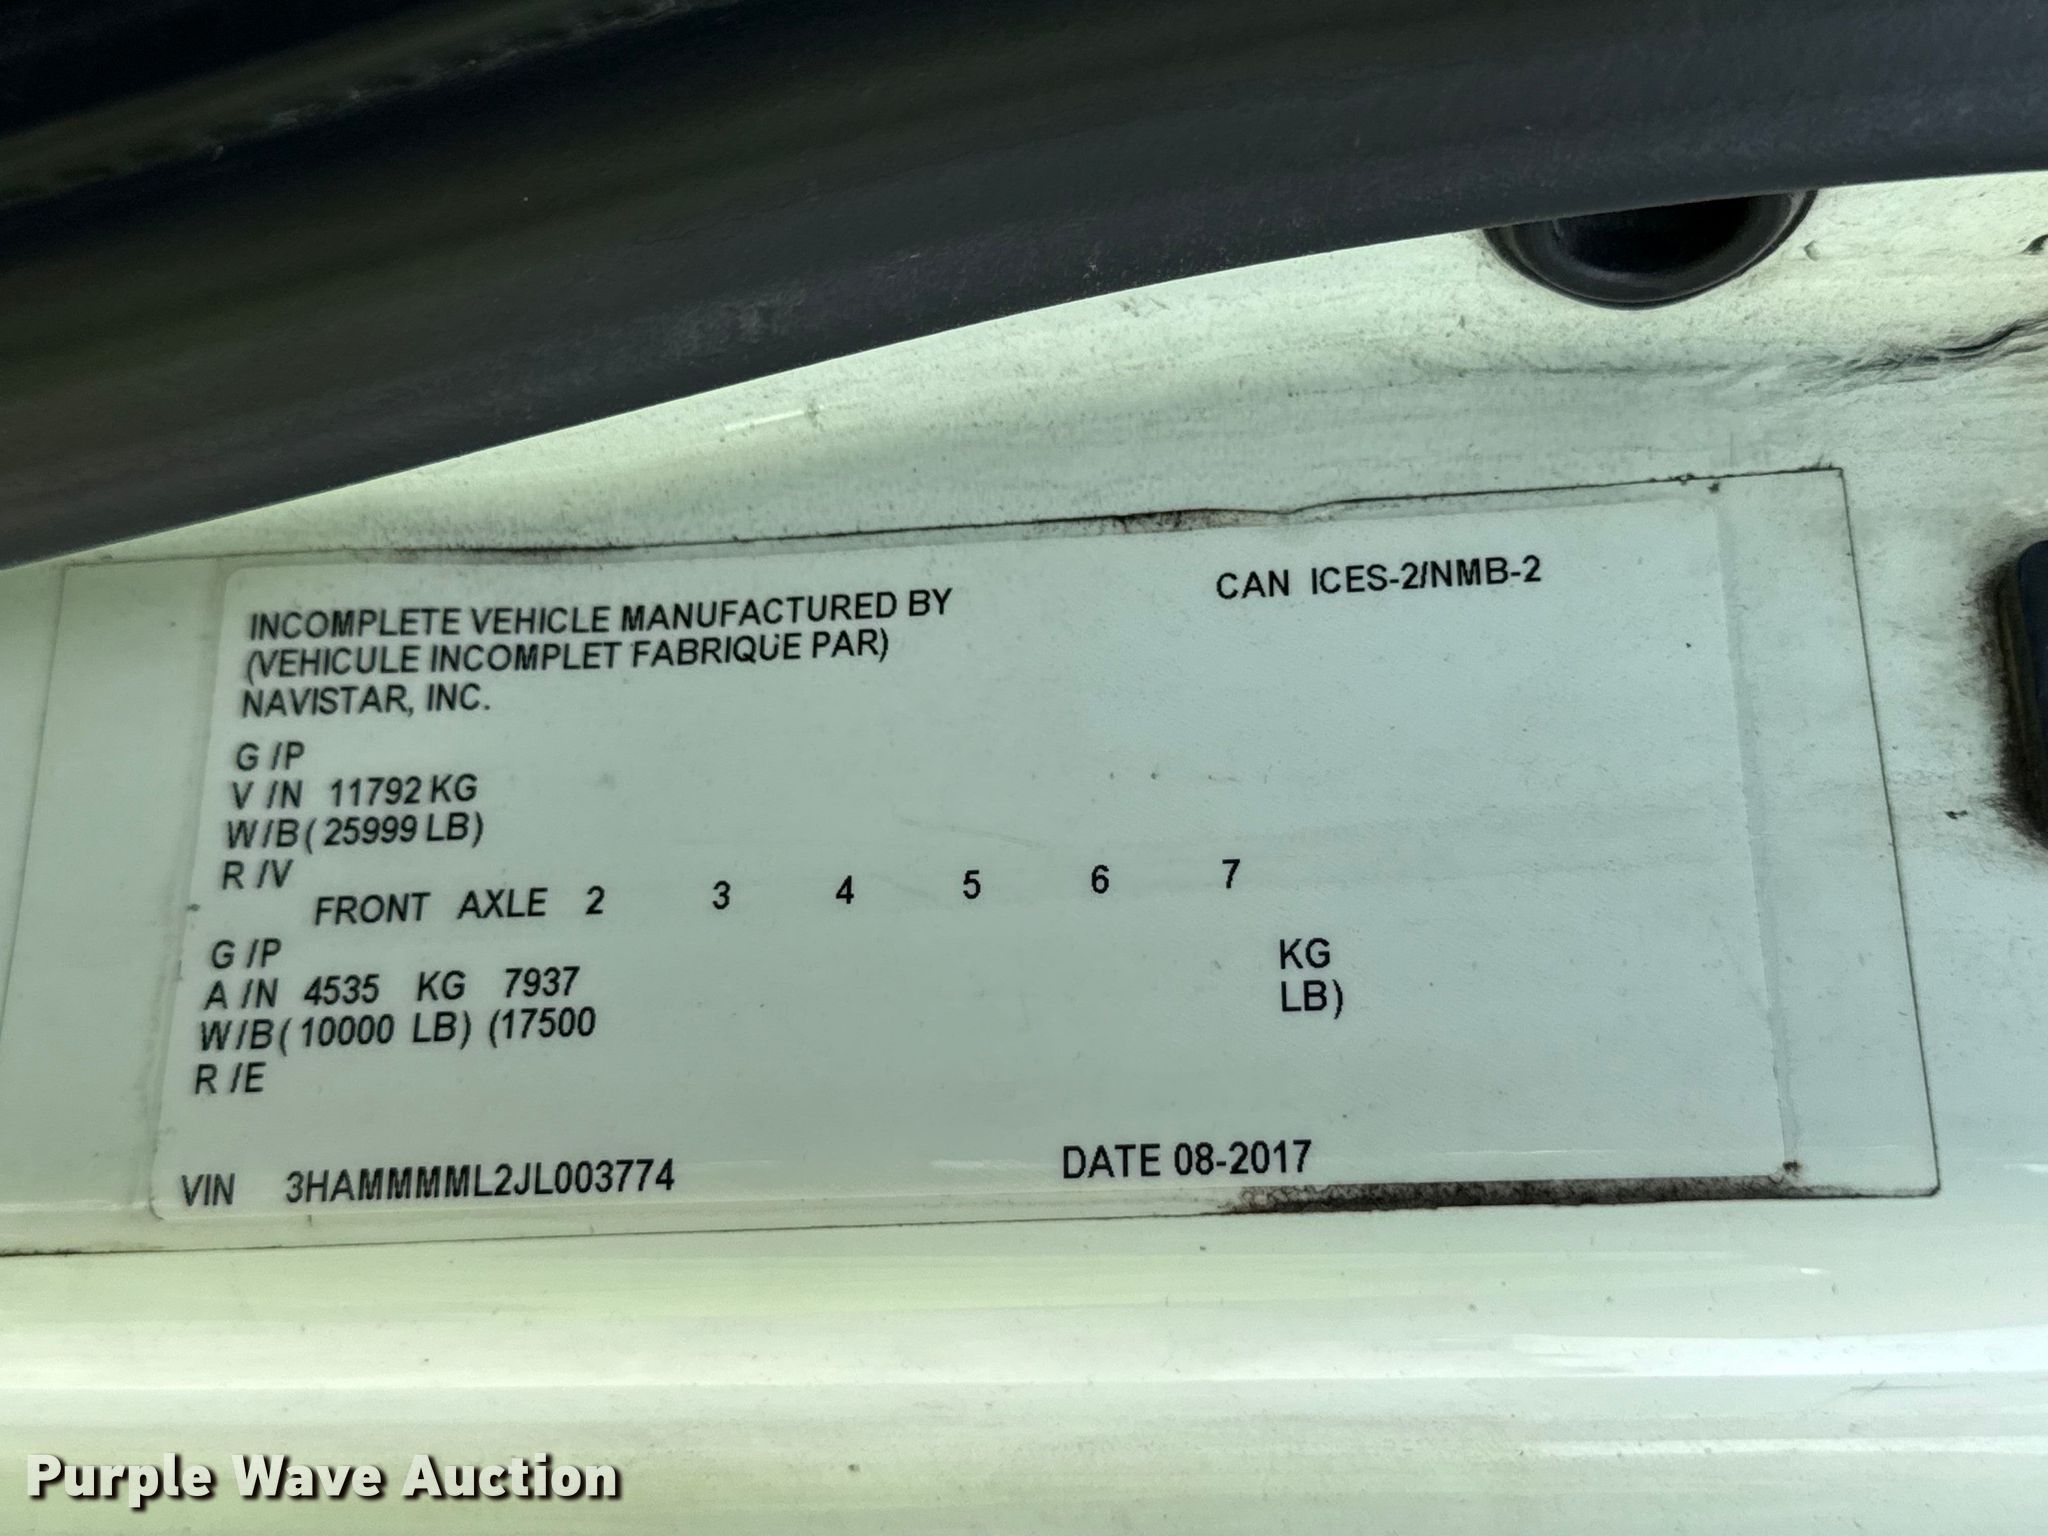 INCOMPLETE VEHICLE MANUFACTURED BY CAN ICES-2/NMB-2
(VEHICULE INCOMPLET FABRIQUE PAR)
NAVISTAR, INC.
G /P
V /N 11792 KG
W/B ( 25999 LB)
R /V
FRONT AXLE 2 3 4 5 6 7
G /P
A /N 4535 KG 7937 KG
W/B ( 10000 LB) (17500 LB)
R /E
VIN 3HAMMMML2JL003774 DATE 08-2017
Purple Wave Auction